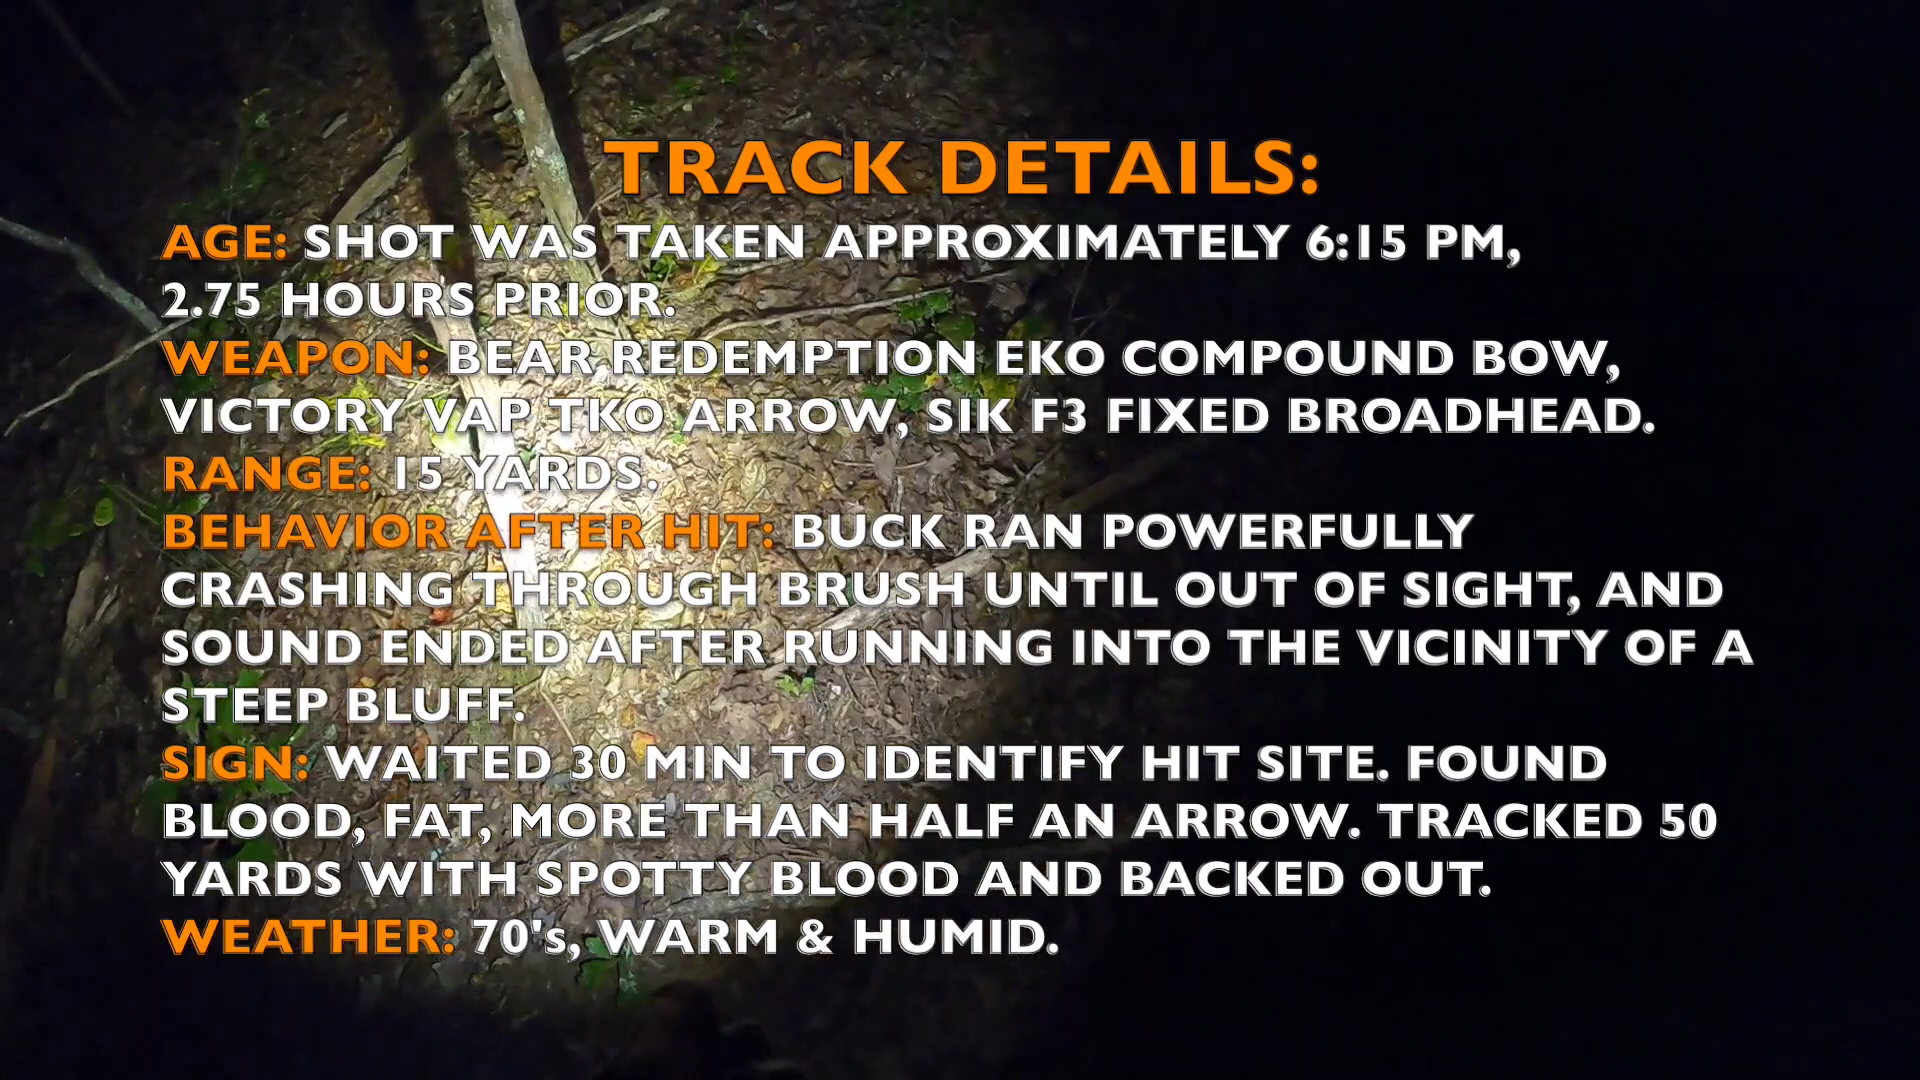 TRACK DETAILS:
AGE: SHOT WAS TAKEN APPROXIMATELY 6:15 PM,
2.75 HOURS PRIOR.
WEAPON: BEAR REDEMPTION EKO COMPOUND BOW,
VICTORY VAP TKO ARROW, SIK F3 FIXED BROADHEAD.
RANGE: 15 YARDS.
BEHAVIOR AFTER HIT: BUCK RAN POWERFULLY
CRASHING THROUGH BRUSH UNTIL OUT OF SIGHT, AND
SOUND ENDED AFTER RUNNING INTO THE VICINITY OF A
STEEP BLUFF.
SIGN: WAITED 30 MIN TO IDENTIFY HIT SITE. FOUND
BLOOD, FAT, MORE THAN HALF AN ARROW. TRACKED 50
YARDS WITH SPOTTY BLOOD AND BACKED OUT.
WEATHER: 70's, WARM & HUMID.